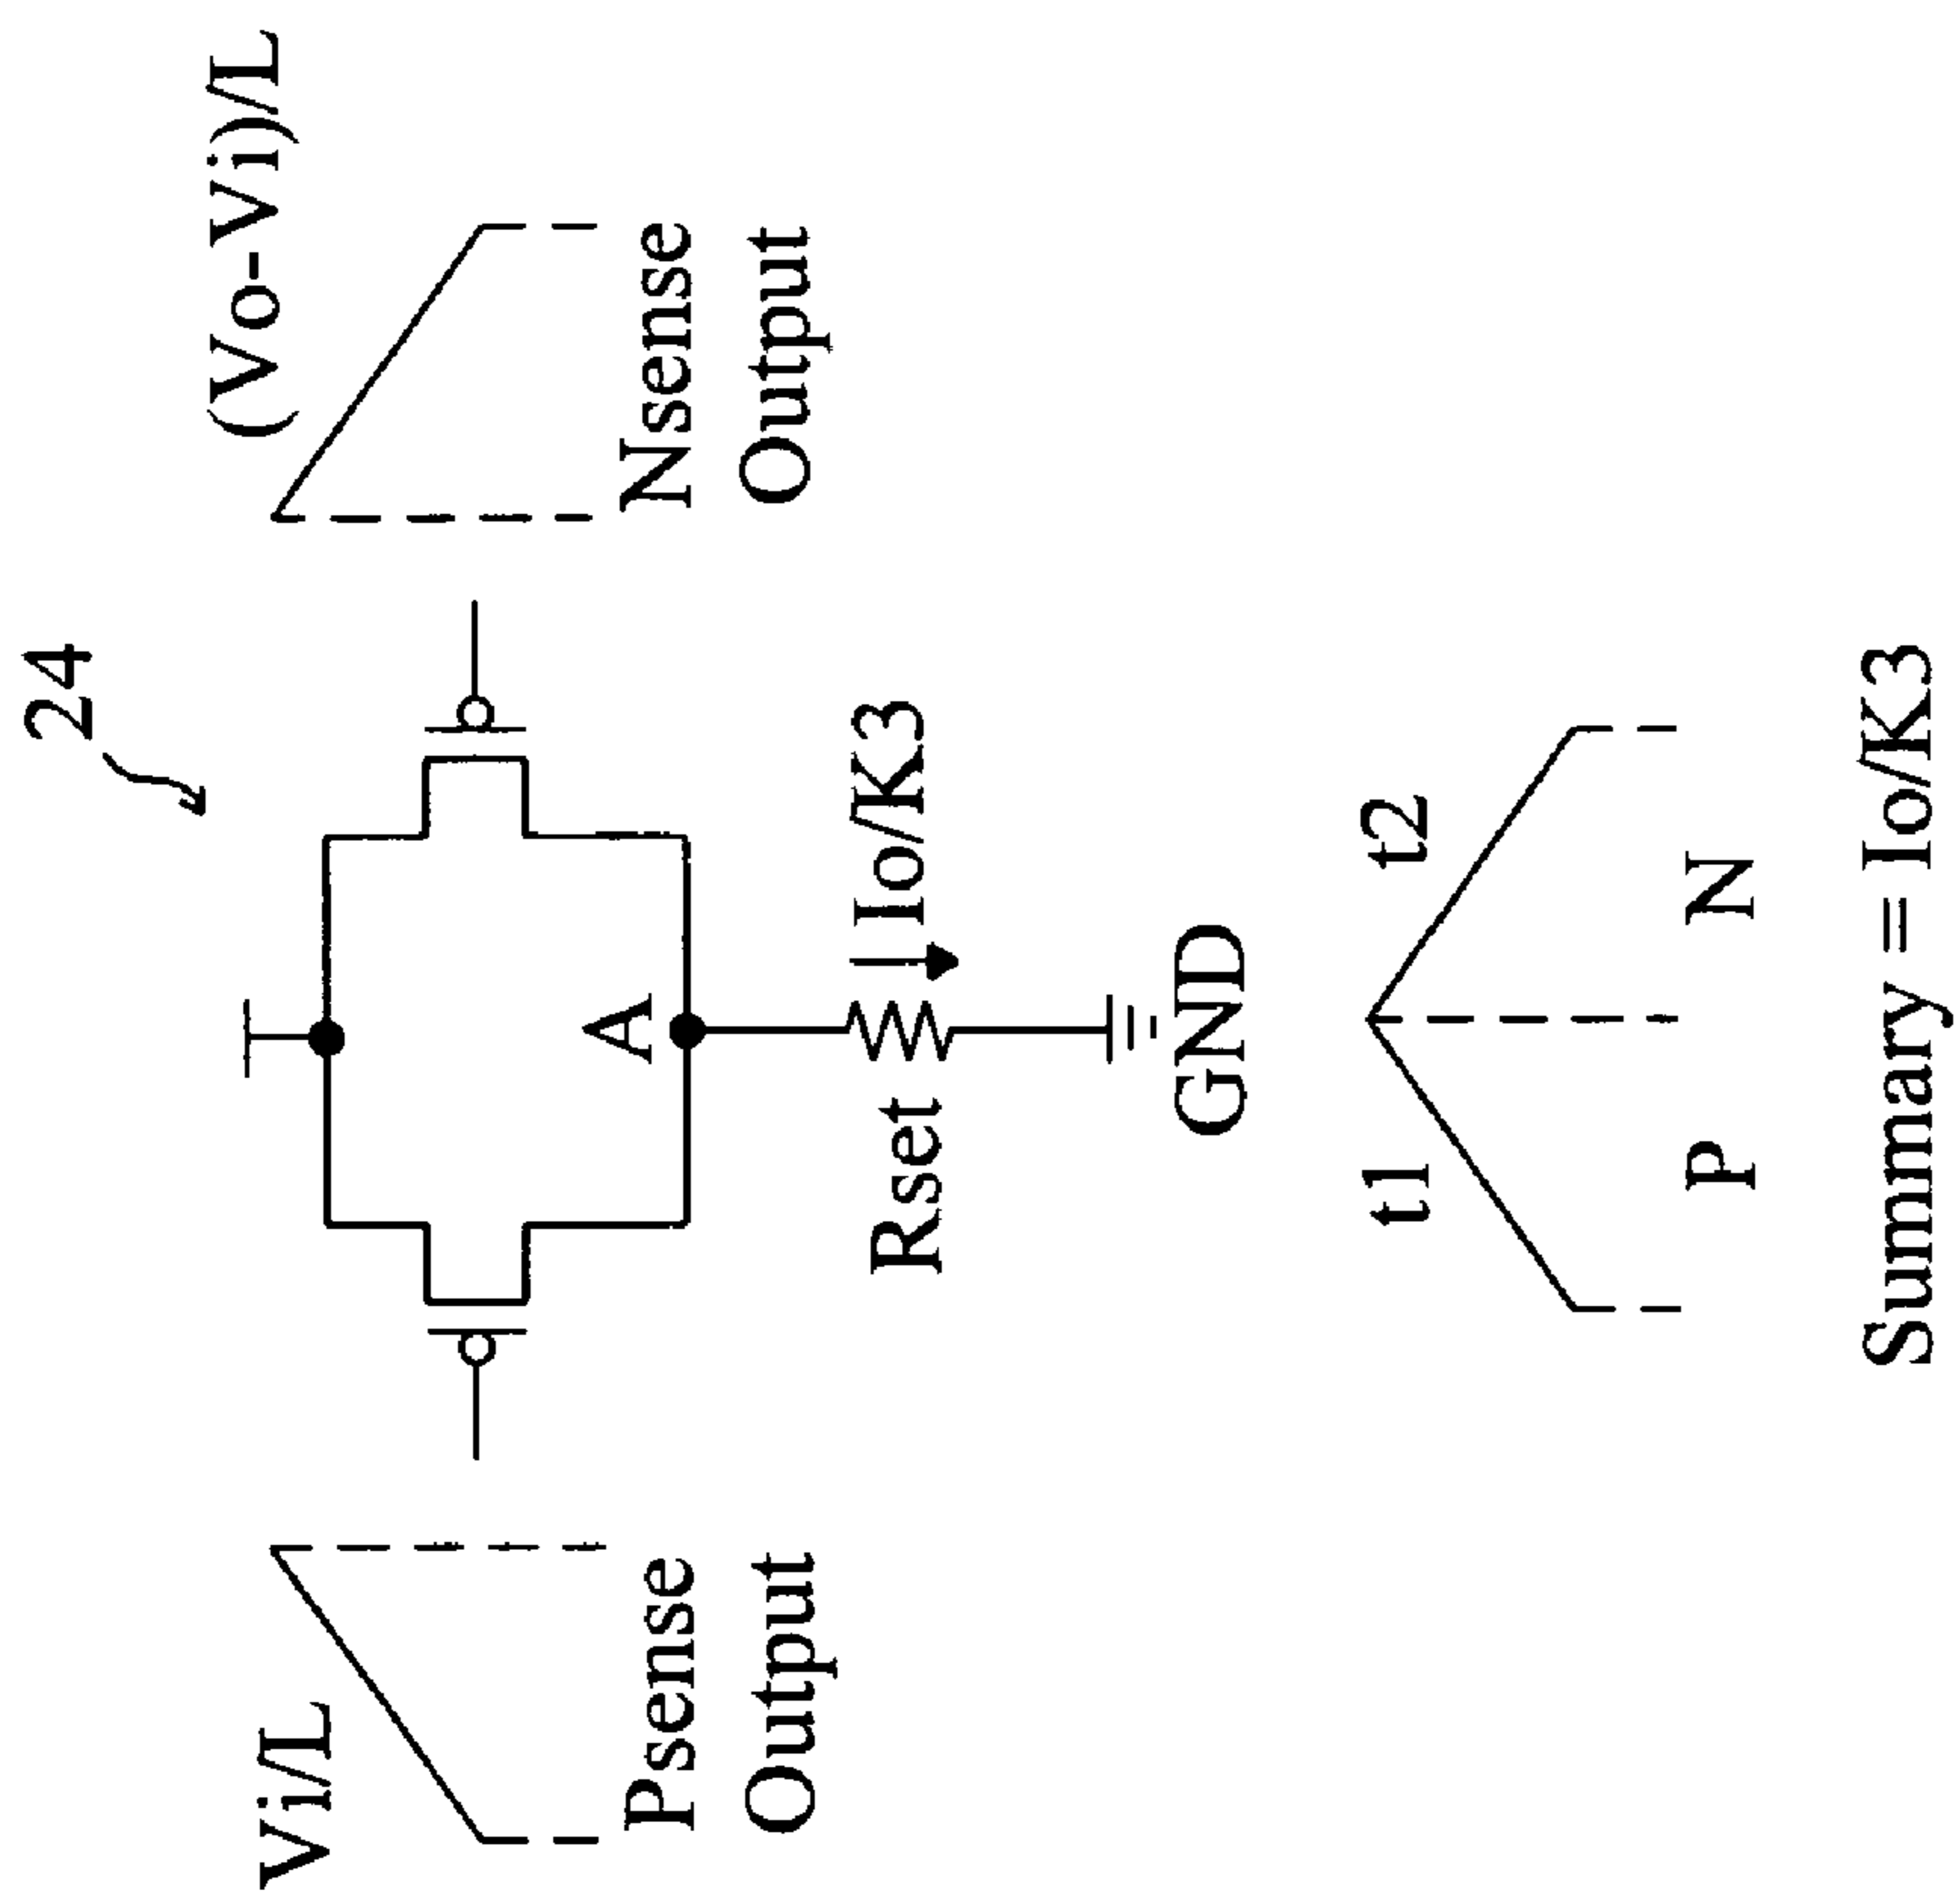 24
Vi/L
(Vo-Vi)/L
Psense
Output
A
Nsense
Output
Rset
Io/K3
GND
t1
t2
P
N
Summary = Io/K3